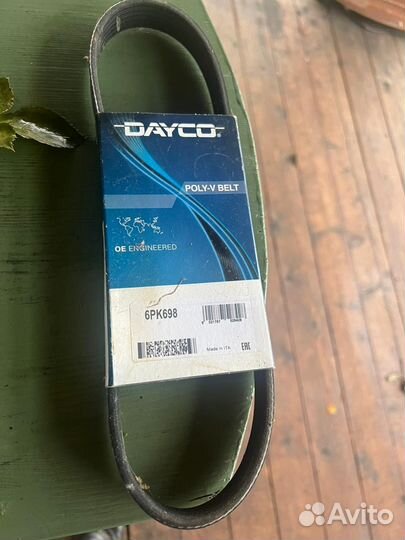 DAYCO
POLY-V BELT
OE ENGINEERED
6PK698
Made in ITA
EAC
Avito